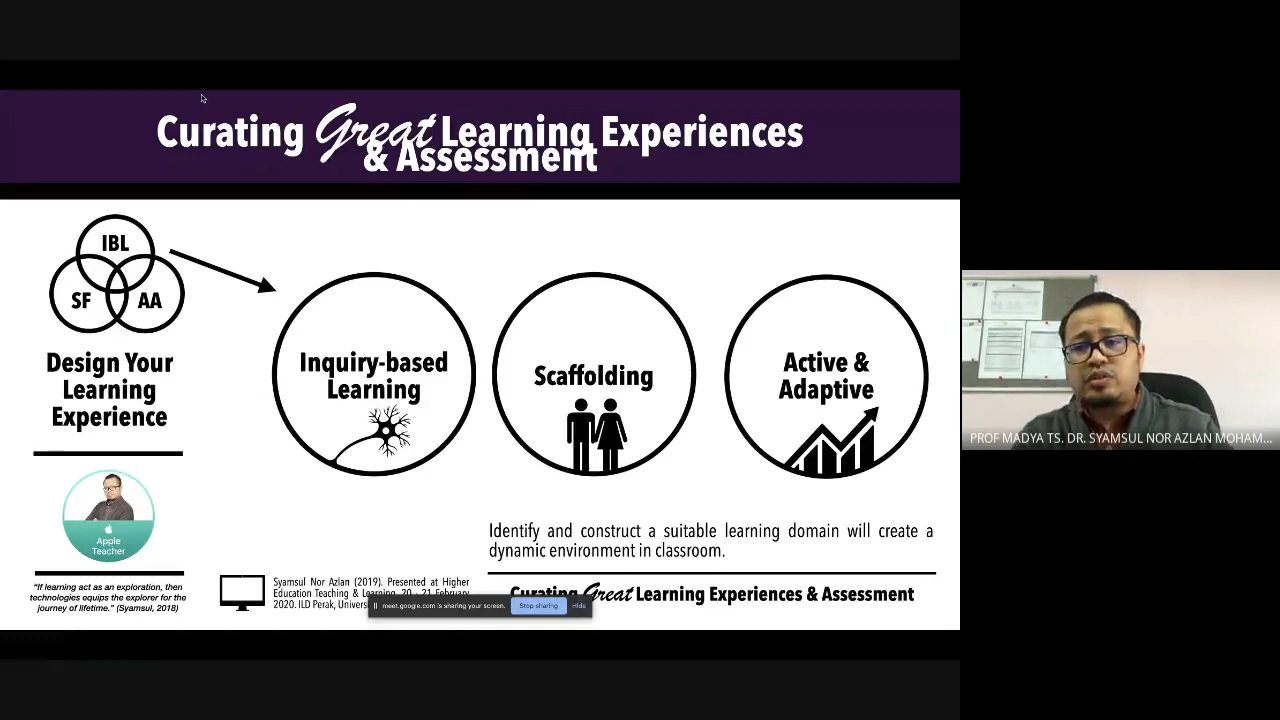 Curating Great Learning Experiences
& Assessment
IBL
SF AA
Design Your
Learning
Experience
Inquiry-based
Learning
Scaffolding
Active &
Adaptive
Apple
Teacher
"If learning act as an exploration, then
technologies equips the explorer for the
journey of lifetime." (Syamsul, 2018)
Syamsul Nor Azlan (2019). Presented at Higher
Education Teaching & Learning, 20 - 21 February
2020. ILD Perak,
Identify and construct a suitable learning domain will create a
dynamic environment in classroom.
Curating Great Learning Experiences & Assessment
meet.google.com is sharing your screen. Stop sharing Hide
PROF MADYA TS. DR. SYAMSUL NOR AZLAN MOHAM...